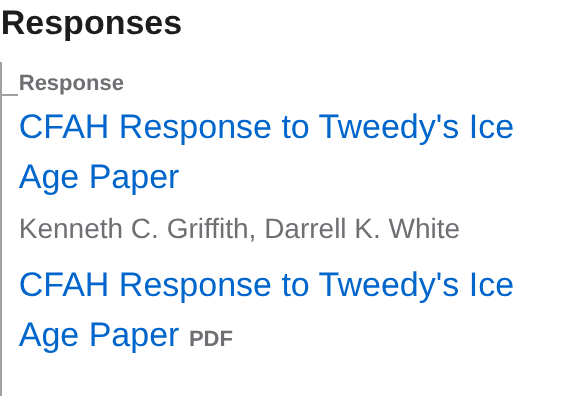 Responses
Response
CFAH Response to Tweedy's Ice
Age Paper
Kenneth C. Griffith, Darrell K. White
CFAH Response to Tweedy's Ice
Age Paper PDF